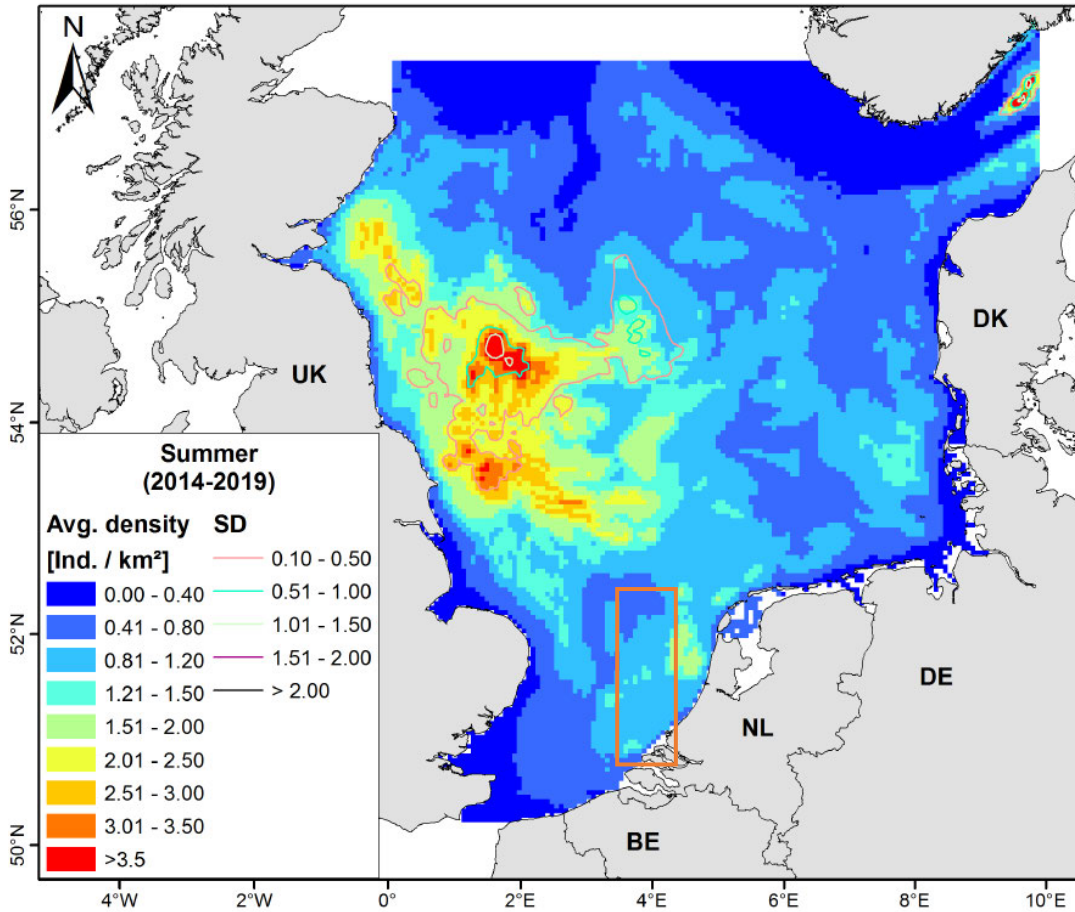 N
56°N
54°N
52°N
50°N
UK
DK
DE
NL
BE
Summer
(2014-2019)
Avg. density SD
[Ind. / km²]
0.00 - 0.40
0.41 - 0.80
0.81 - 1.20
1.21 - 1.50
1.51 - 2.00
2.01 - 2.50
2.51 - 3.00
3.01 - 3.50
>3.5
0.10 - 0.50
0.51 - 1.00
1.01 - 1.50
1.51 - 2.00
> 2.00
4°W 2°W 0° 2°E 4°E 6°E 8°E 10°E